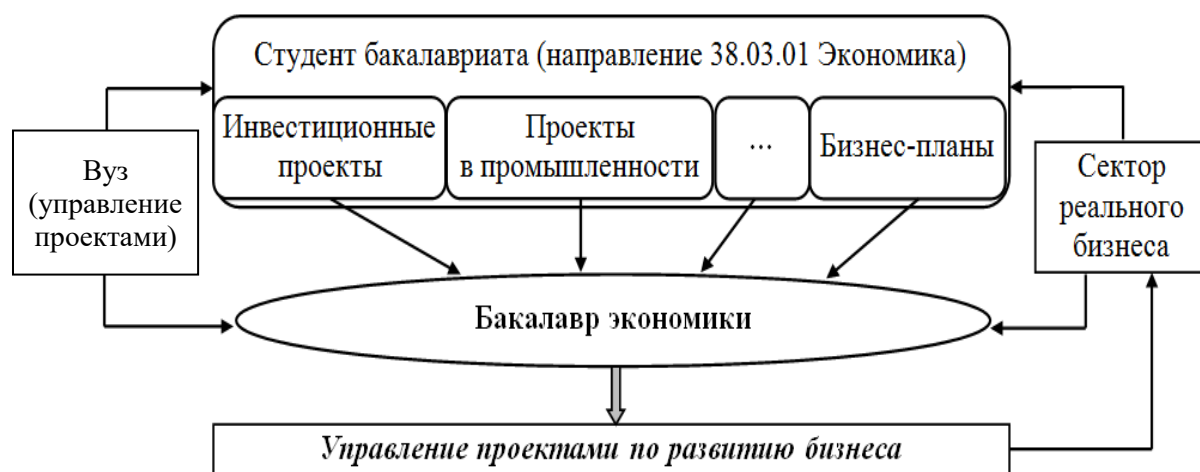 Студент бакалавриата (направление 38.03.01 Экономика)
Инвестиционные
проекты
Проекты
в промышленности
...
Бизнес-планы
Вуз
(управление
проектами)
Сектор
реального
бизнеса
Бакалавр экономики
Управление проектами по развитию бизнеса